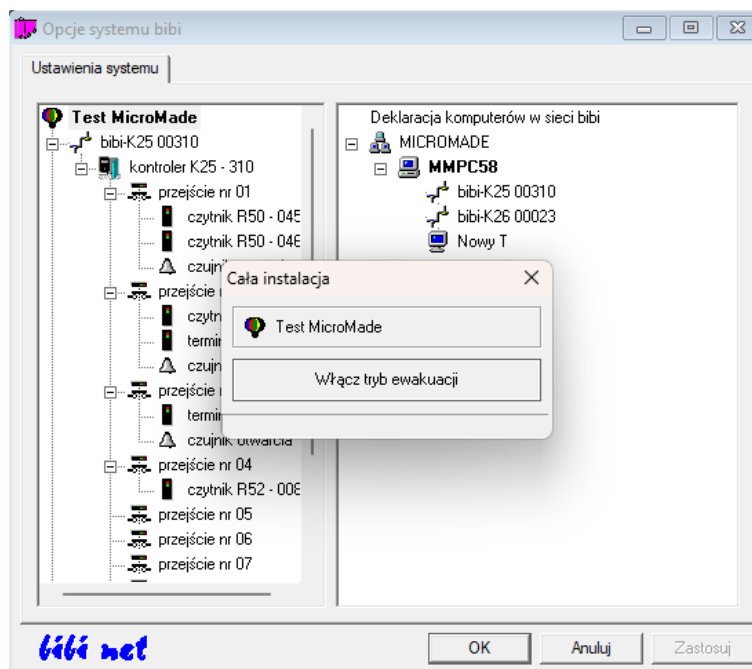 Opcje systemu bibi
Ustawienia systemu
Test MicroMade
bibi-K25 00310
kontroler K25 - 310
przejście nr 01
czytnik R50 - 045
czytnik R50 - 046
przejście
przejście
przejście nr 04
czytnik R52 - 008
przejście nr 05
przejście nr 06
przejście nr 07
Deklaracja komputerów w sieci bibi
MICROMADE
MMPC58
bibi-K25 00310
bibi-K26 00023
Nowy T
Cała instalacja
Test MicroMade
Włącz tryb ewakuacji
bibi net
OK
Anuluj
Zastosuj